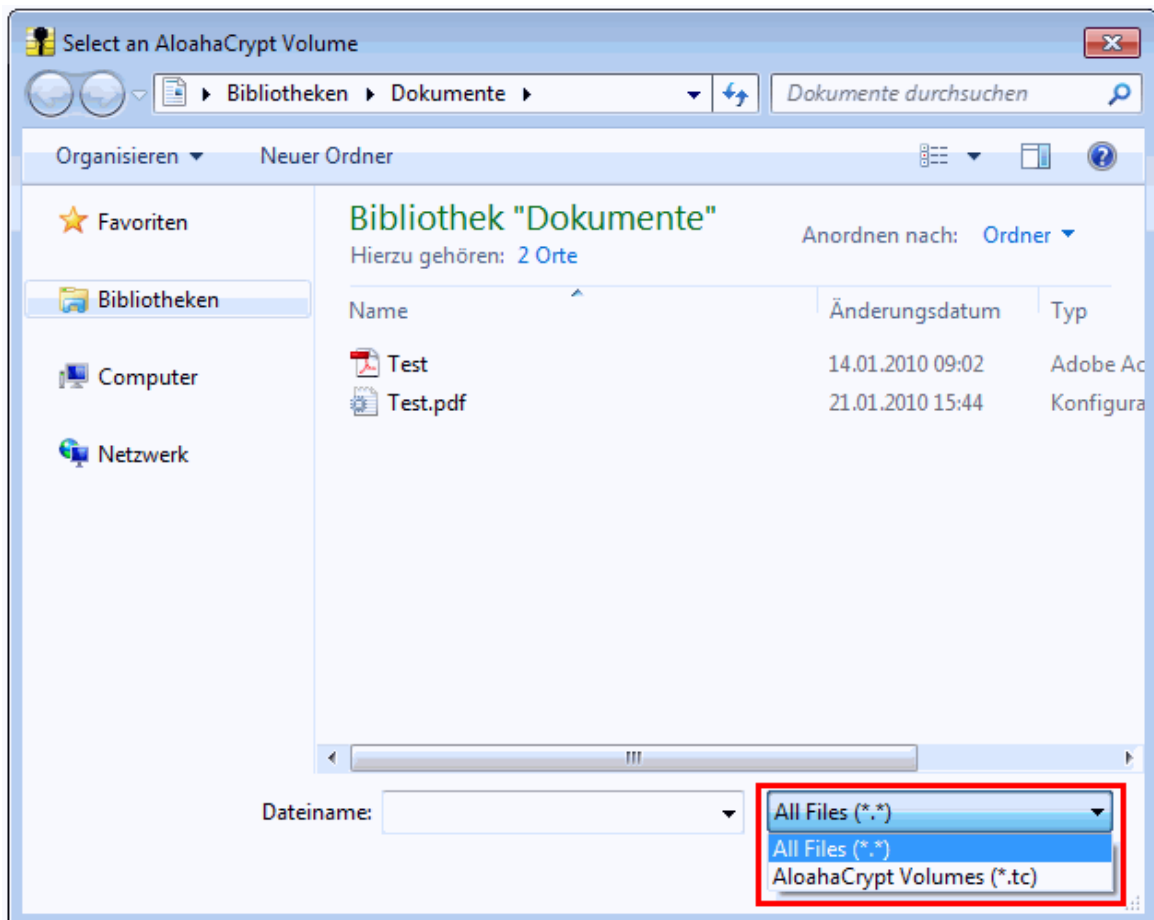 Select an AloahaCrypt Volume
Bibliotheken Dokumente
Dokumente durchsuchen
Organisieren Neuer Ordner
Favoriten
Bibliotheken
Computer
Netzwerk
Bibliothek "Dokumente"
Hierzu gehören: 2 Orte
Anordnen nach: Ordner
Name Änderungsdatum Typ
Test 14.01.2010 09:02 Adobe Ac
Test.pdf 21.01.2010 15:44 Konfigura
Dateiname:
All Files (*.*)
All Files (*.*)
AloahaCrypt Volumes (*.tc)